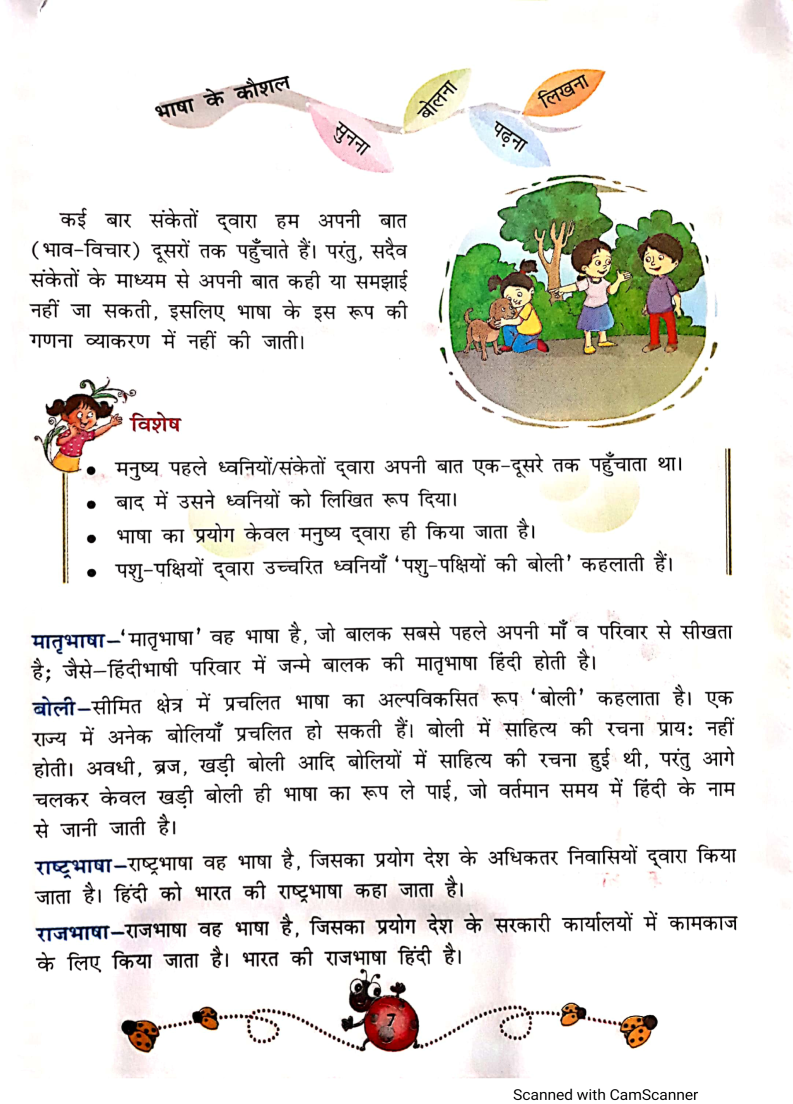 भाषा के कौशल
सुनना
बोलना
पढ़ना
लिखना
कई बार संकेतों द्वारा हम अपनी बात
(भाव-विचार) दूसरों तक पहुँचाते हैं। परंतु, सदैव
संकेतों के माध्यम से अपनी बात कही या समझाई
नहीं जा सकती, इसलिए भाषा के इस रूप की
गणना व्याकरण में नहीं की जाती।
विशेष
• मनुष्य पहले ध्वनियों/संकेतों द्वारा अपनी बात एक-दूसरे तक पहुँचाता था।
• बाद में उसने ध्वनियों को लिखित रूप दिया।
• भाषा का प्रयोग केवल मनुष्य द्वारा ही किया जाता है।
• पशु-पक्षियों द्वारा उच्चरित ध्वनियाँ 'पशु-पक्षियों की बोली' कहलाती हैं।
मातृभाषा–'मातृभाषा' वह भाषा है, जो बालक सबसे पहले अपनी माँ व परिवार से सीखता
है; जैसे–हिंदीभाषी परिवार में जन्मे बालक की मातृभाषा हिंदी होती है।
बोली–सीमित क्षेत्र में प्रचलित भाषा का अल्पविकसित रूप 'बोली' कहलाता है। एक
राज्य में अनेक बोलियाँ प्रचलित हो सकती हैं। बोली में साहित्य की रचना प्राय: नहीं
होती। अवधी, ब्रज, खड़ी बोली आदि बोलियों में साहित्य की रचना हुई थी, परंतु आगे
चलकर केवल खड़ी बोली ही भाषा का रूप ले पाई, जो वर्तमान समय में हिंदी के नाम
से जानी जाती है।
राष्ट्रभाषा–राष्ट्रभाषा वह भाषा है, जिसका प्रयोग देश के अधिकतर निवासियों द्वारा किया
जाता है। हिंदी को भारत की राष्ट्रभाषा कहा जाता है।
राजभाषा–राजभाषा वह भाषा है, जिसका प्रयोग देश के सरकारी कार्यालयों में कामकाज
के लिए किया जाता है। भारत की राजभाषा हिंदी है।
7
Scanned with CamScanner